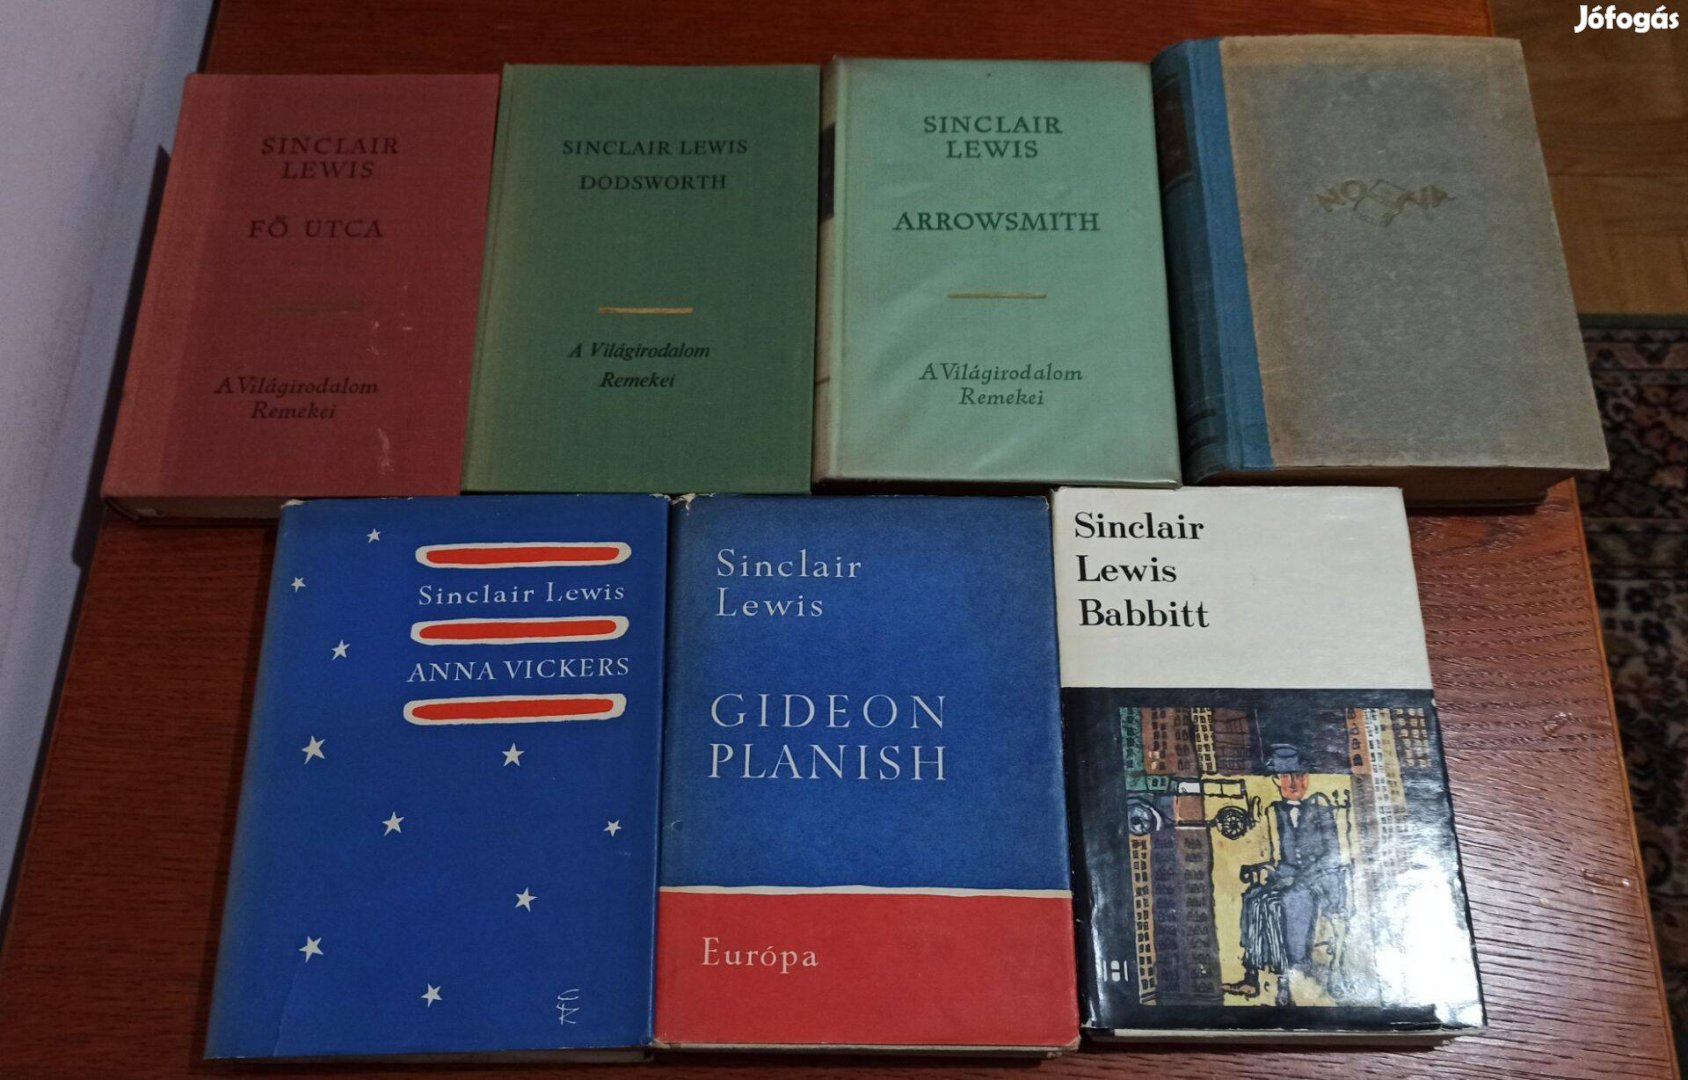 Jófogás
SINCLAIR
LEWIS
FŐ UTCA
A Világirodalom
Remekei
SINCLAIR LEWIS
DODSWORTH
A Világirodalom
Remekei
SINCLAIR
LEWIS
ARROWSMITH
A Világirodalom
Remekei
NOVA
Sinclair Lewis
ANNA VICKERS
Sinclair
Lewis
GIDEON
PLANISH
Európa
Sinclair
Lewis
Babbitt